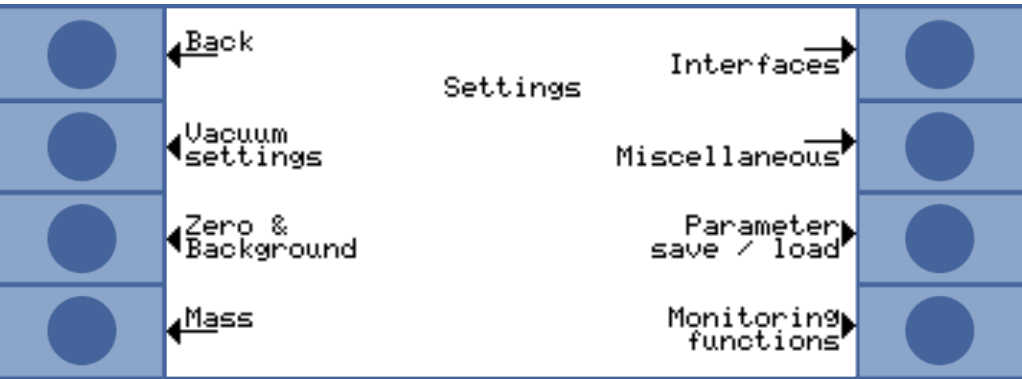 Back
Vacuum
settings
Zero &
Background
Mass
Settings
Interfaces
Miscellaneous
Parameter
save / load
Monitoring
functions